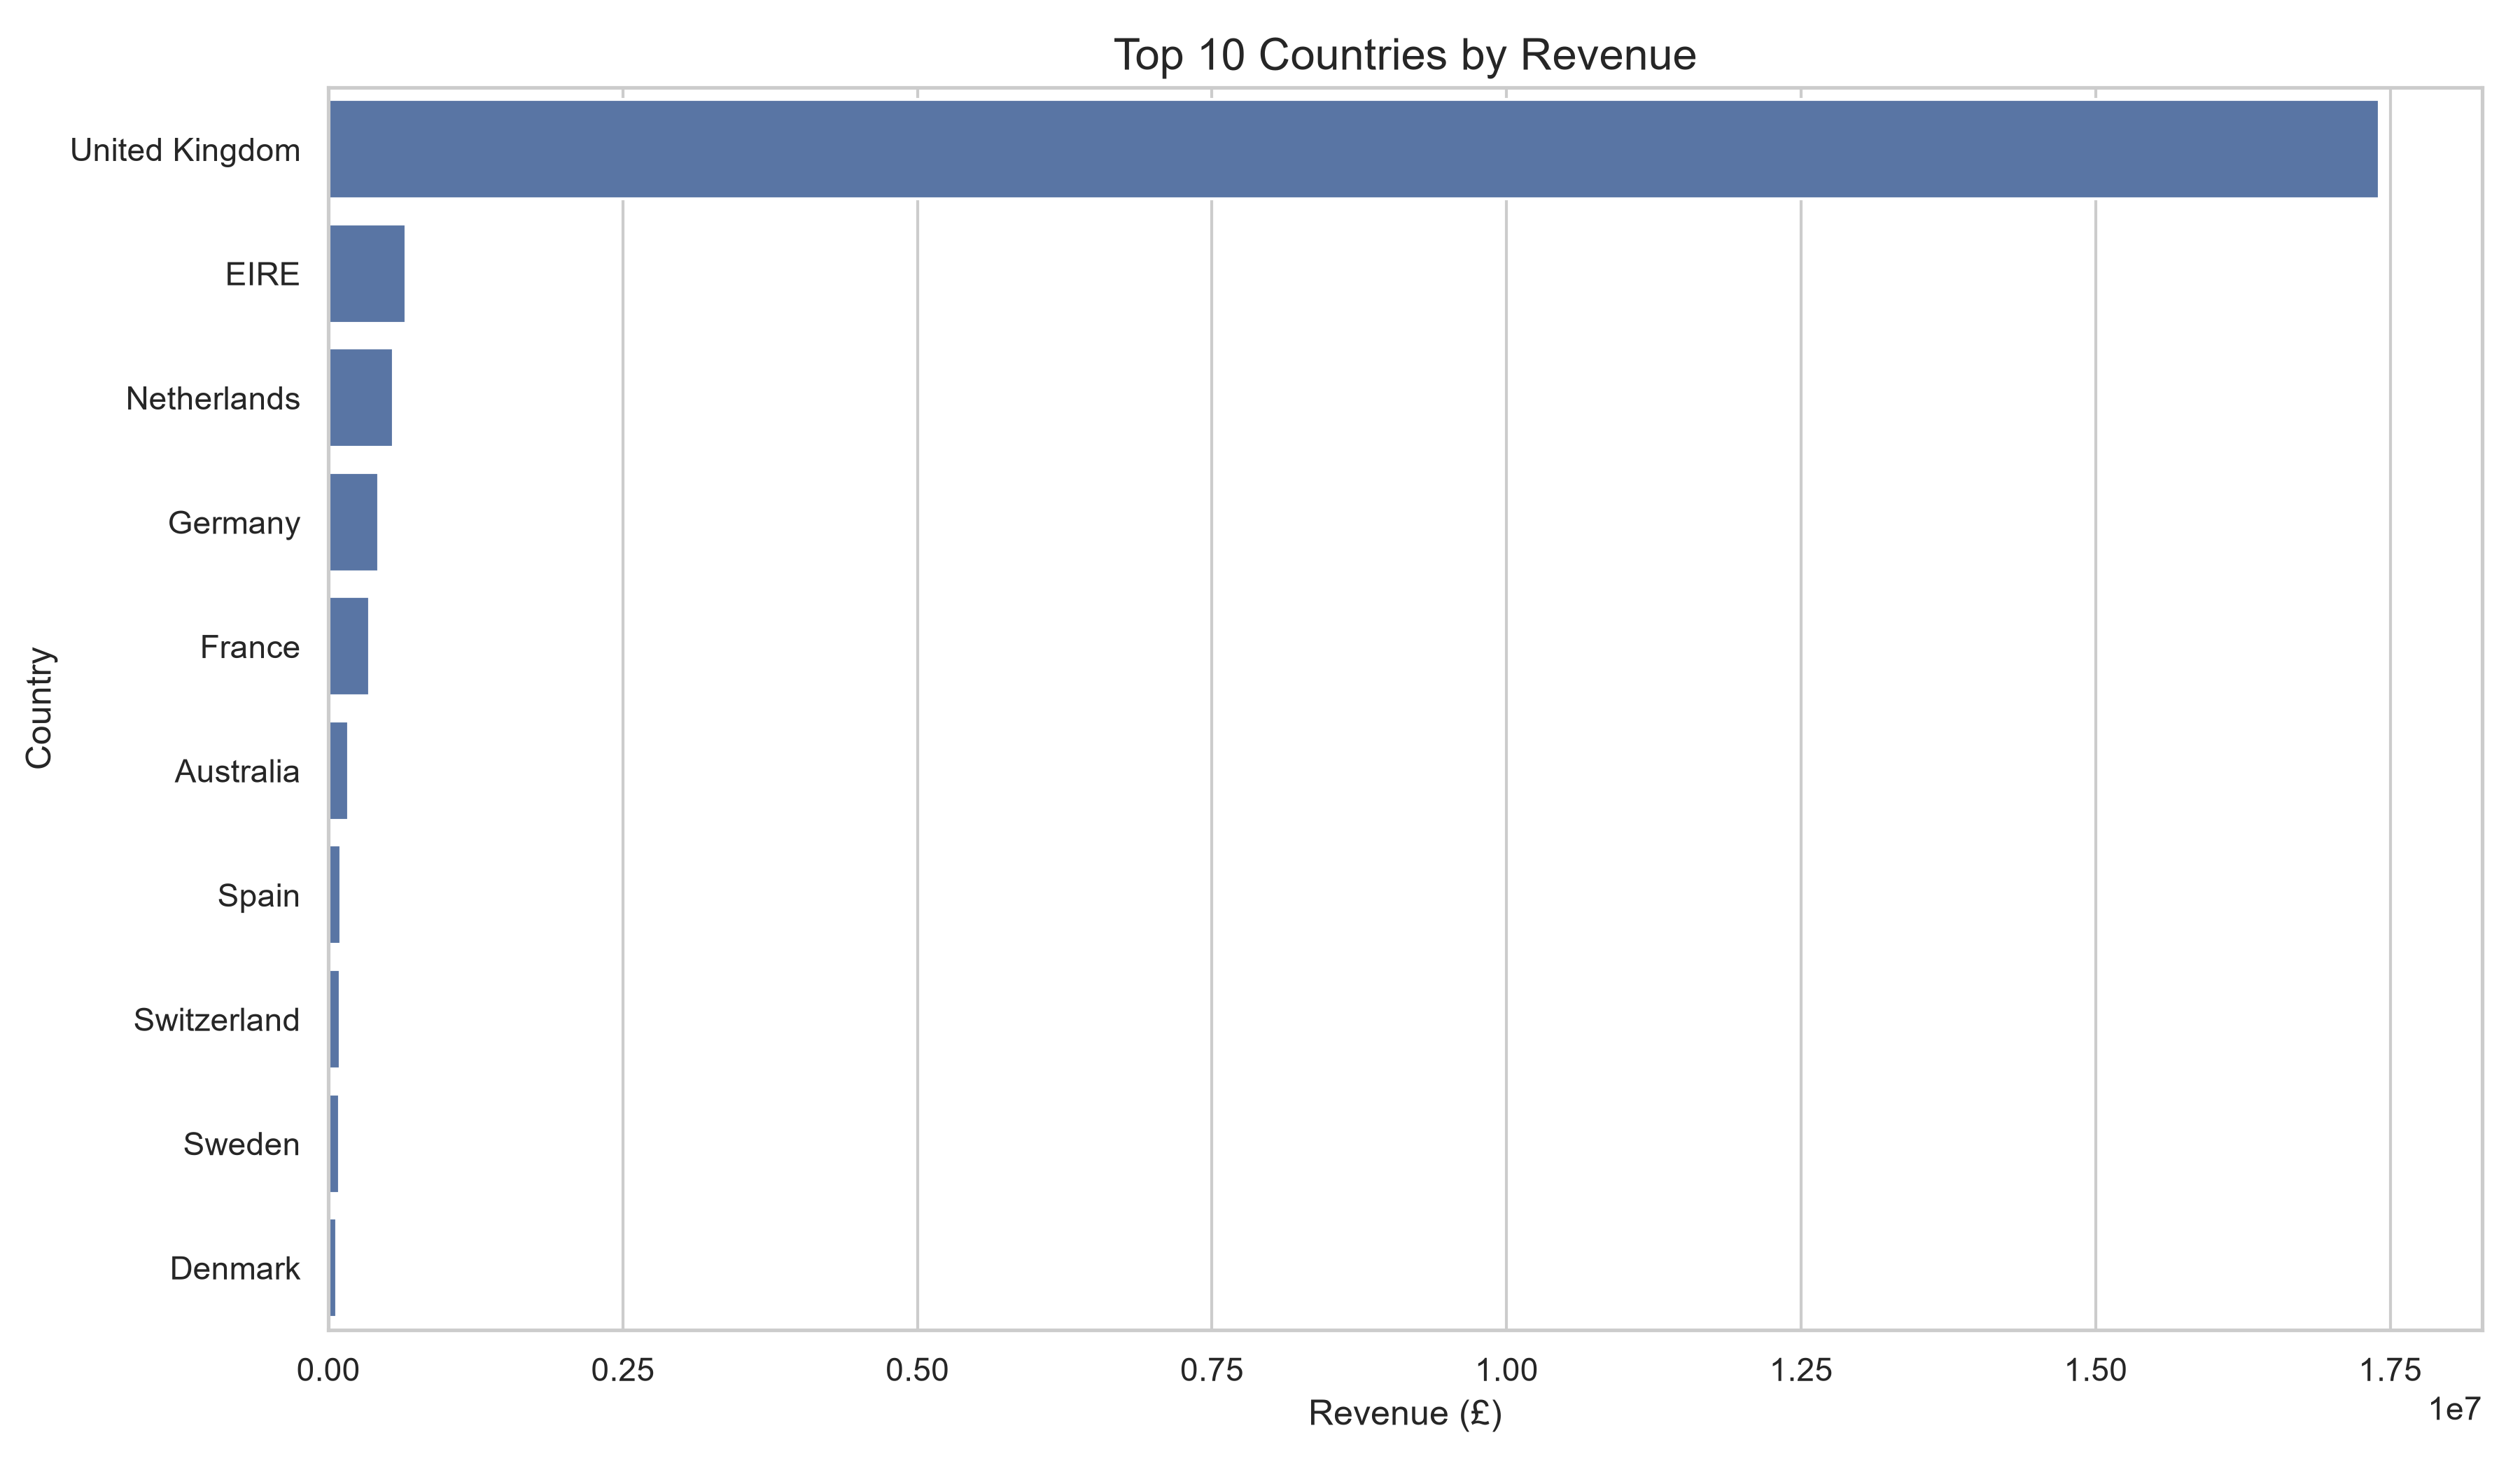 Top 10 Countries by Revenue
United Kingdom
EIRE
Netherlands
Germany
France
Australia
Spain
Switzerland
Sweden
Denmark
Country
0.00 0.25 0.50 0.75 1.00 1.25 1.50 1.75
Revenue (£)
1e7